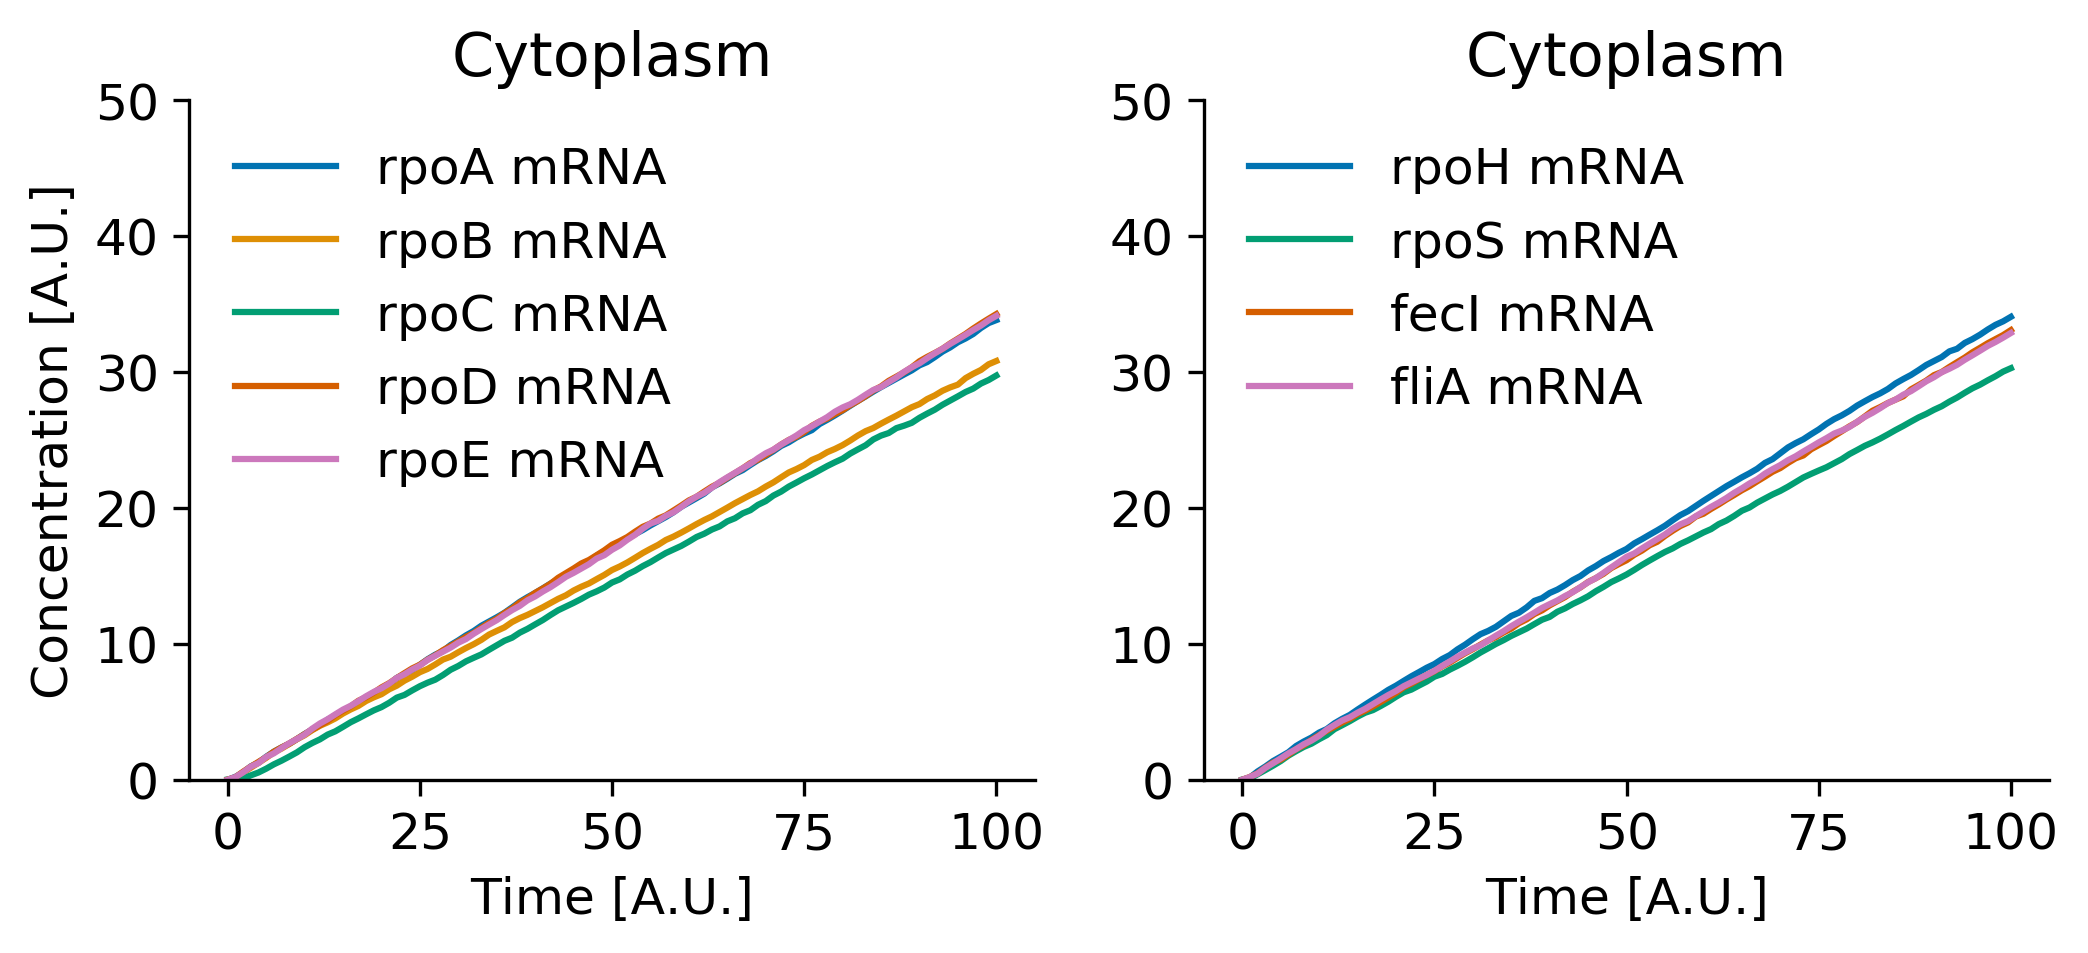 Cytoplasm
50
40
30
20
10
0
Concentration [A.U.]
rpoA mRNA
rpoB mRNA
rpoC mRNA
rpoD mRNA
rpoE mRNA
0 25 50 75 100
Time [A.U.]
Cytoplasm
50
40
30
20
10
0
rpoH mRNA
rpoS mRNA
fecI mRNA
fliA mRNA
0 25 50 75 100
Time [A.U.]